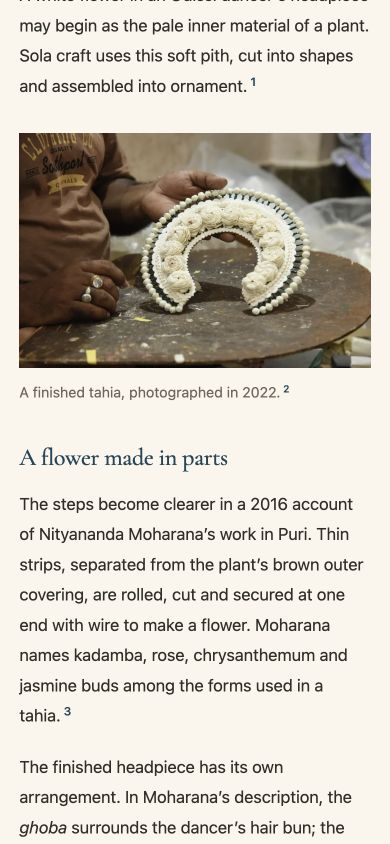 may begin as the pale inner material of a plant.
Sola craft uses this soft pith, cut into shapes
and assembled into ornament. 1
QUALITY
Southport
A finished tahia, photographed in 2022. 2
A flower made in parts
The steps become clearer in a 2016 account
of Nityananda Moharana’s work in Puri. Thin
strips, separated from the plant’s brown outer
covering, are rolled, cut and secured at one
end with wire to make a flower. Moharana
names kadamba, rose, chrysanthemum and
jasmine buds among the forms used in a
tahia. 3
The finished headpiece has its own
arrangement. In Moharana’s description, the
ghoba surrounds the dancer’s hair bun; the